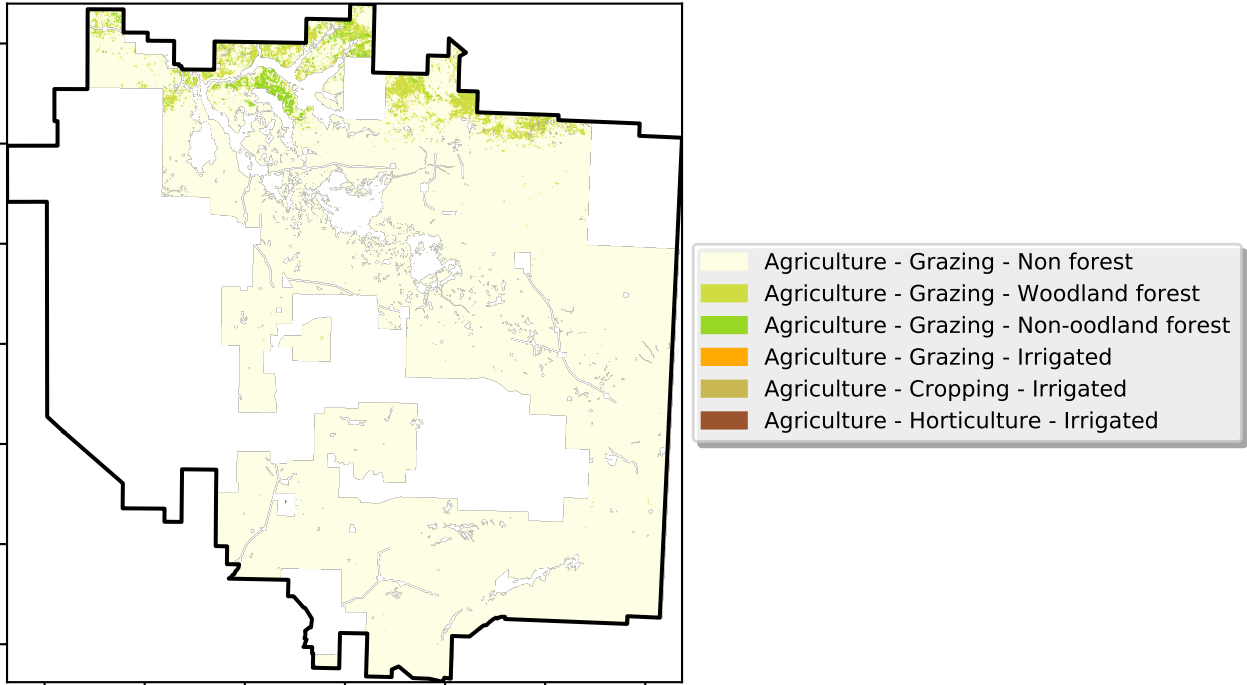 Agriculture - Grazing - Non forest
Agriculture - Grazing - Woodland forest
Agriculture - Grazing - Non-oodland forest
Agriculture - Grazing - Irrigated
Agriculture - Cropping - Irrigated
Agriculture - Horticulture - Irrigated